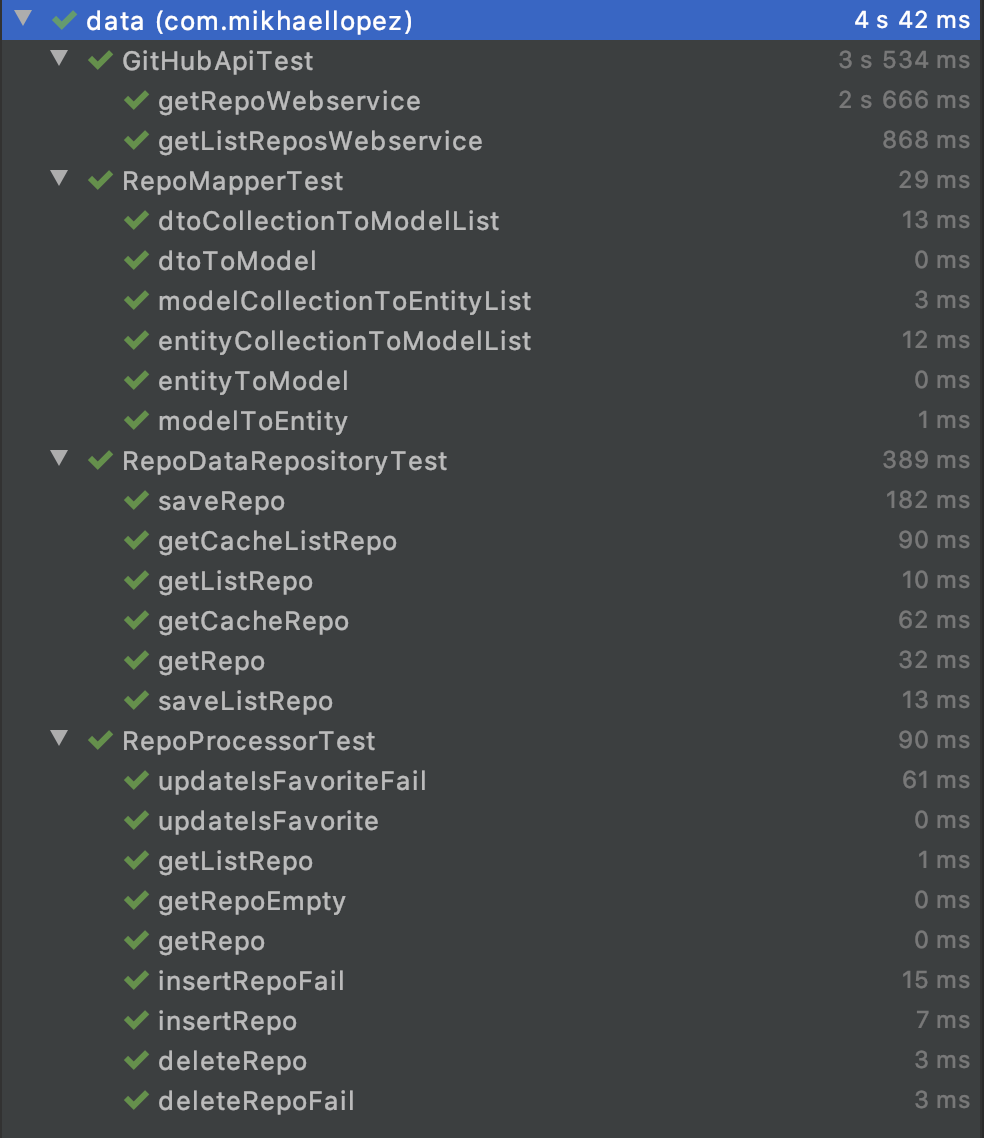 data (com.mikhaellopez) 4 s 42 ms
GitHubApiTest 3 s 534 ms
getRepoWebservice 2 s 666 ms
getListReposWebservice 868 ms
RepoMapperTest 29 ms
dtoCollectionToModelList 13 ms
dtoToModel 0 ms
modelCollectionToEntityList 3 ms
entityCollectionToModelList 12 ms
entityToModel 0 ms
modelToEntity 1 ms
RepoDataRepositoryTest 389 ms
saveRepo 182 ms
getCacheListRepo 90 ms
getListRepo 10 ms
getCacheRepo 62 ms
getRepo 32 ms
saveListRepo 13 ms
RepoProcessorTest 90 ms
updateIsFavoriteFail 61 ms
updateIsFavorite 0 ms
getListRepo 1 ms
getRepoEmpty 0 ms
getRepo 0 ms
insertRepoFail 15 ms
insertRepo 7 ms
deleteRepo 3 ms
deleteRepoFail 3 ms